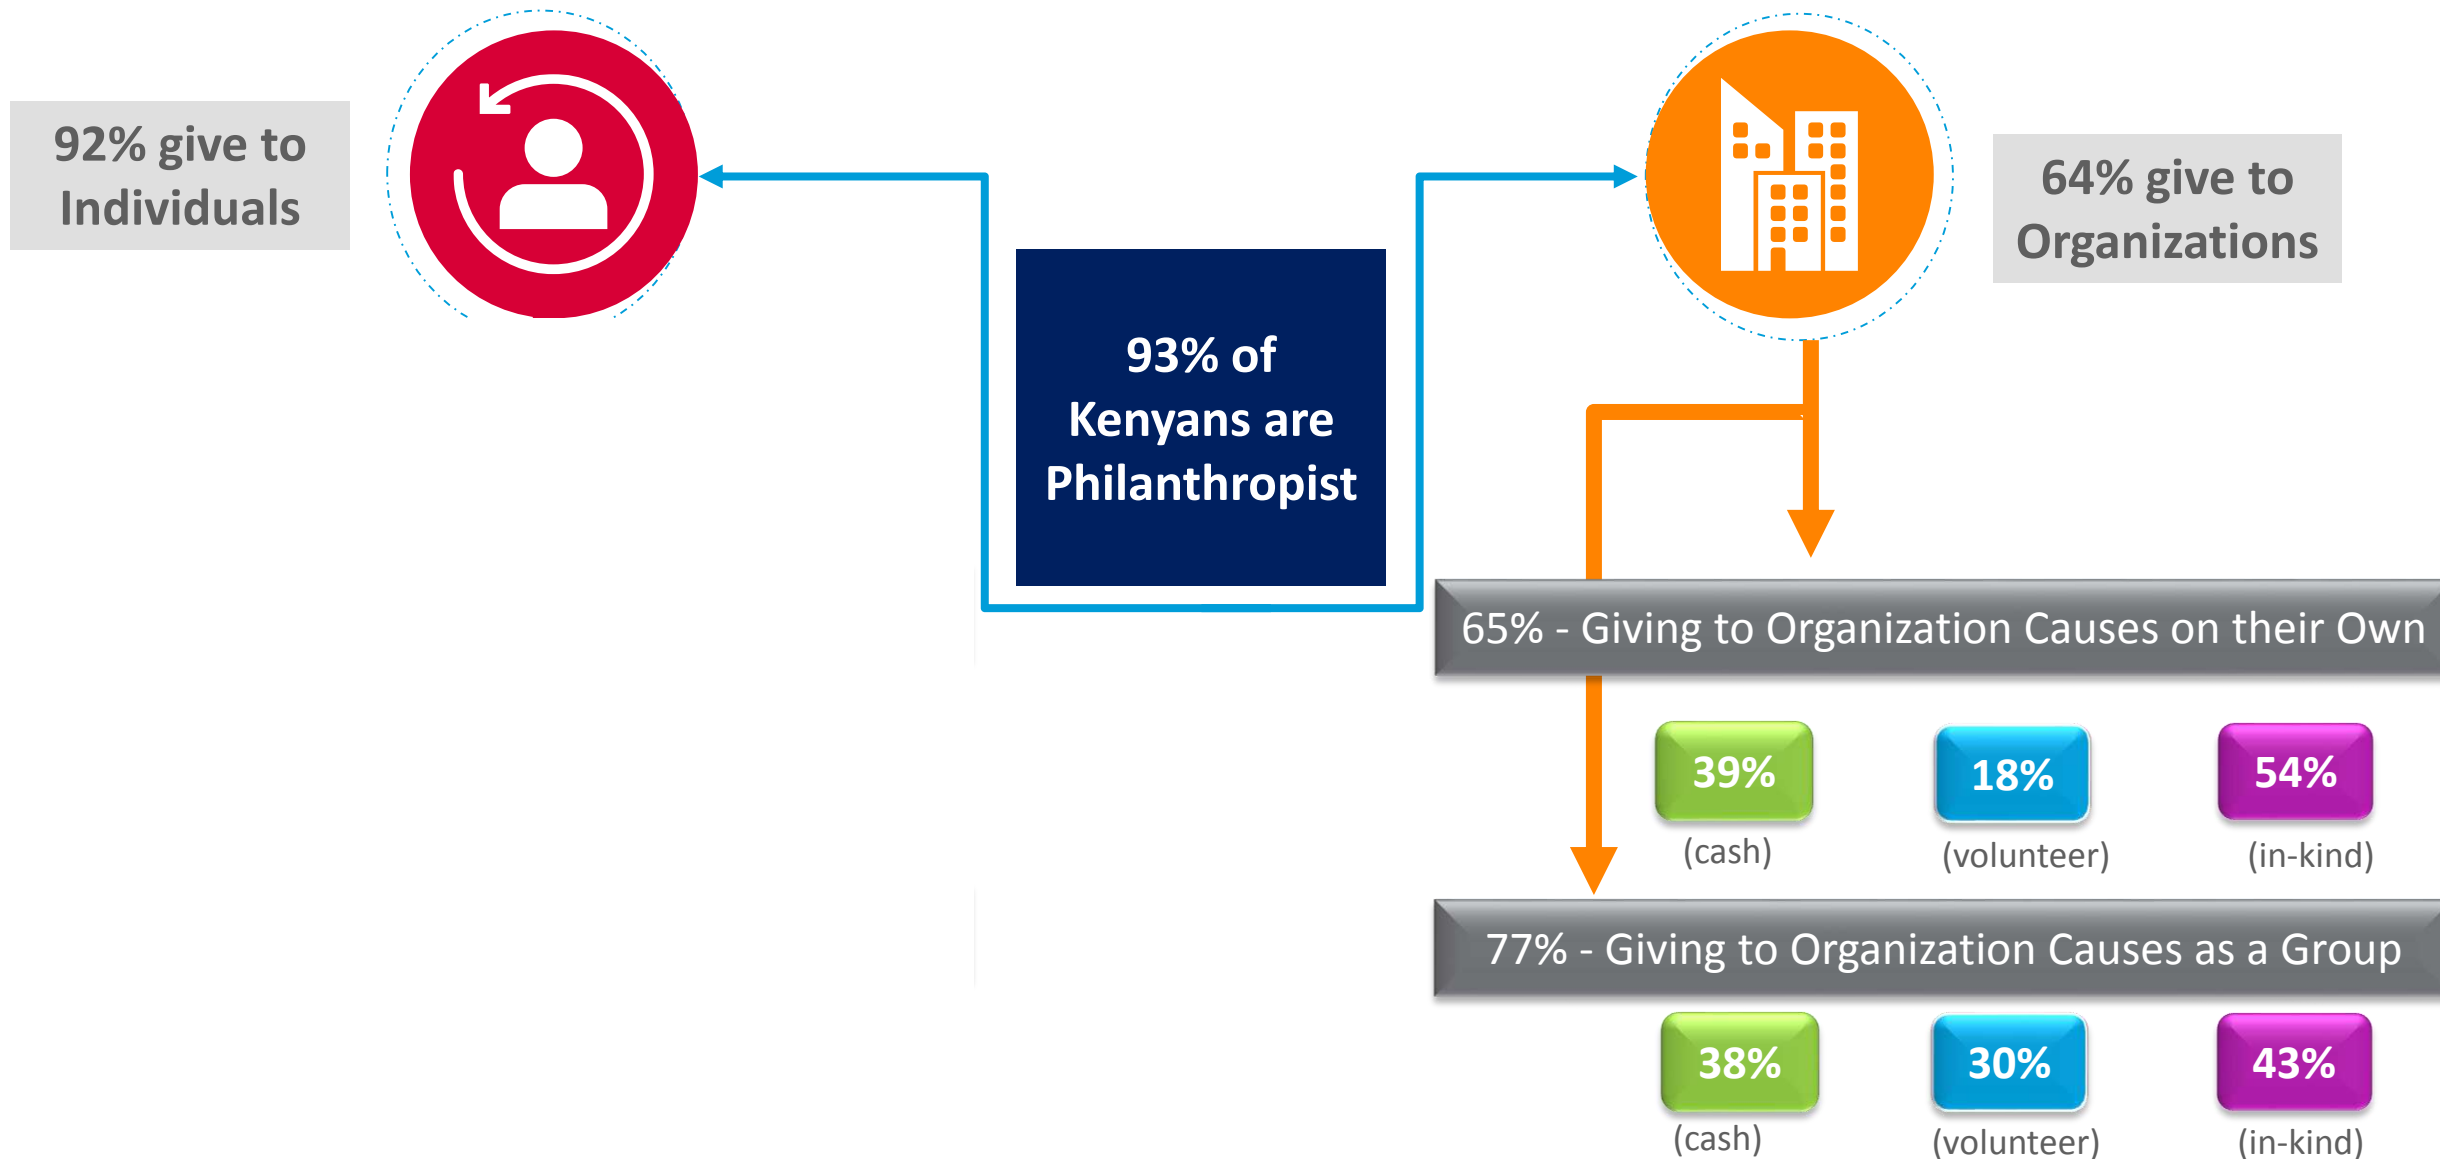 92% give to
Individuals
93% of
Kenyans are
Philanthropist
64% give to
Organizations
65% - Giving to Organization Causes on their Own
39%
18%
54%
(cash)
(volunteer)
(in-kind)
77% - Giving to Organization Causes as a Group
38%
30%
43%
(cash)
(volunteer)
(in-kind)